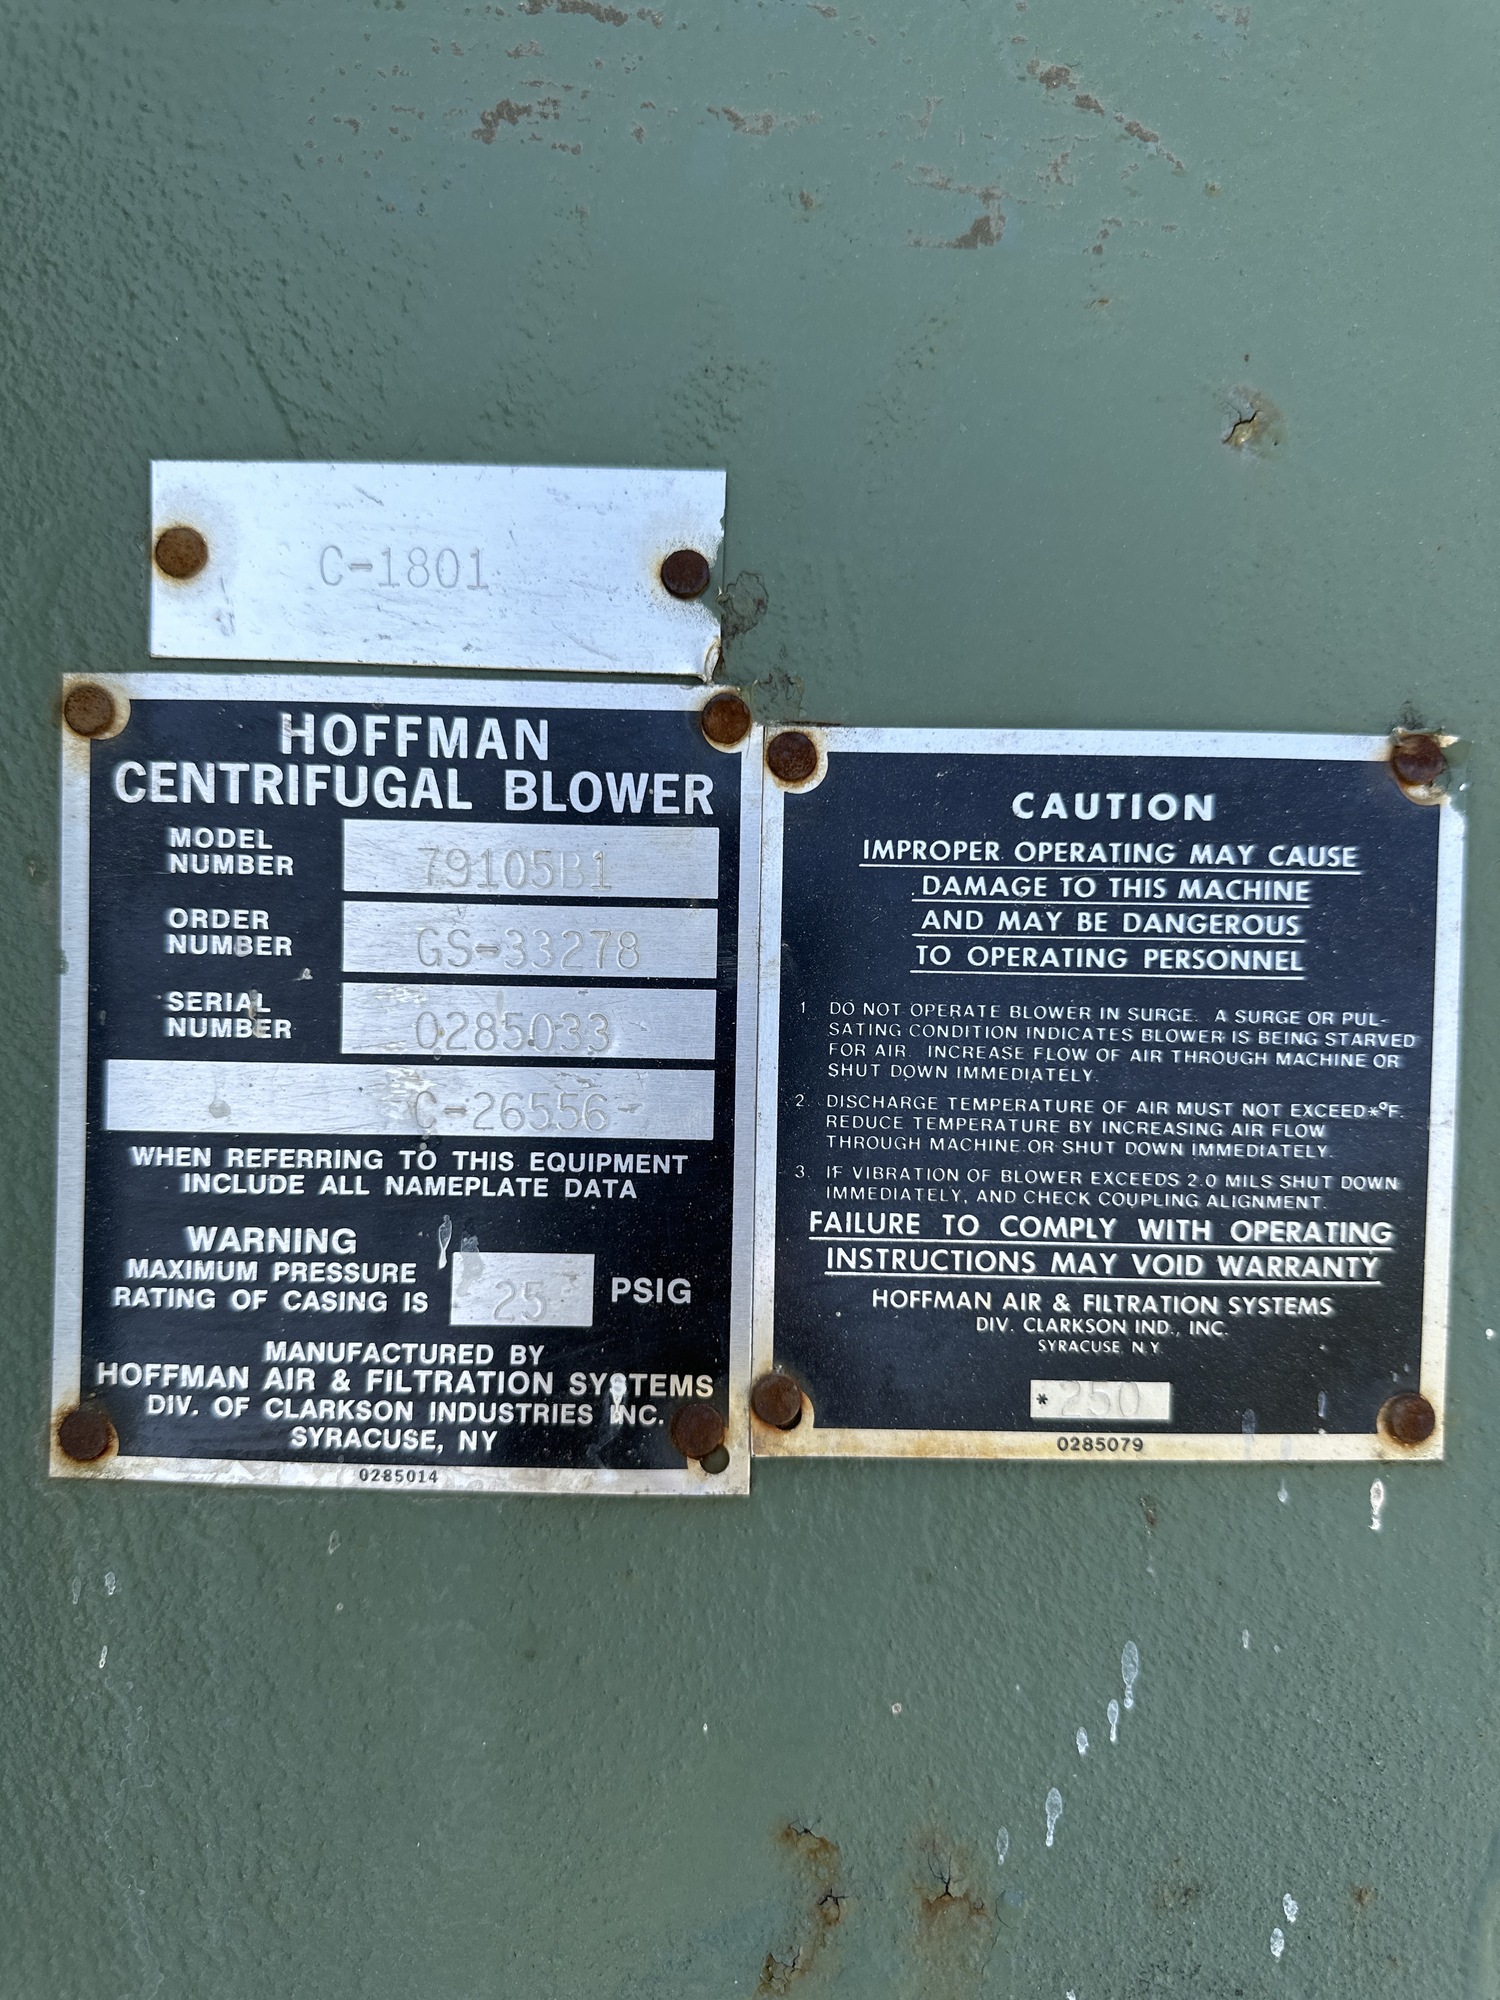 C-1801
HOFFMAN
CENTRIFUGAL BLOWER
MODEL
NUMBER
79105B1
ORDER
NUMBER
GS-33278
SERIAL
NUMBER
0285033
C-26556
WHEN REFERRING TO THIS EQUIPMENT
INCLUDE ALL NAMEPLATE DATA
WARNING
MAXIMUM PRESSURE
RATING OF CASING IS
25 PSIG
MANUFACTURED BY
HOFFMAN AIR & FILTRATION SYSTEMS
DIV. OF CLARKSON INDUSTRIES INC.
SYRACUSE, NY
0285014
CAUTION
IMPROPER OPERATING MAY CAUSE
DAMAGE TO THIS MACHINE
AND MAY BE DANGEROUS
TO OPERATING PERSONNEL
1 DO NOT OPERATE BLOWER IN SURGE. A SURGE OR PUL-
SATING CONDITION INDICATES BLOWER IS BEING STARVED
FOR AIR. INCREASE FLOW OF AIR THROUGH MACHINE OR
SHUT DOWN IMMEDIATELY.
2. DISCHARGE TEMPERATURE OF AIR MUST NOT EXCEED*°F.
REDUCE TEMPERATURE BY INCREASING AIR FLOW
THROUGH MACHINE OR SHUT DOWN IMMEDIATELY.
3. IF VIBRATION OF BLOWER EXCEEDS 2.0 MILS SHUT DOWN
IMMEDIATELY, AND CHECK COUPLING ALIGNMENT.
FAILURE TO COMPLY WITH OPERATING
INSTRUCTIONS MAY VOID WARRANTY
HOFFMAN AIR & FILTRATION SYSTEMS
DIV. CLARKSON IND., INC.
SYRACUSE, N.Y.
*250
0285079